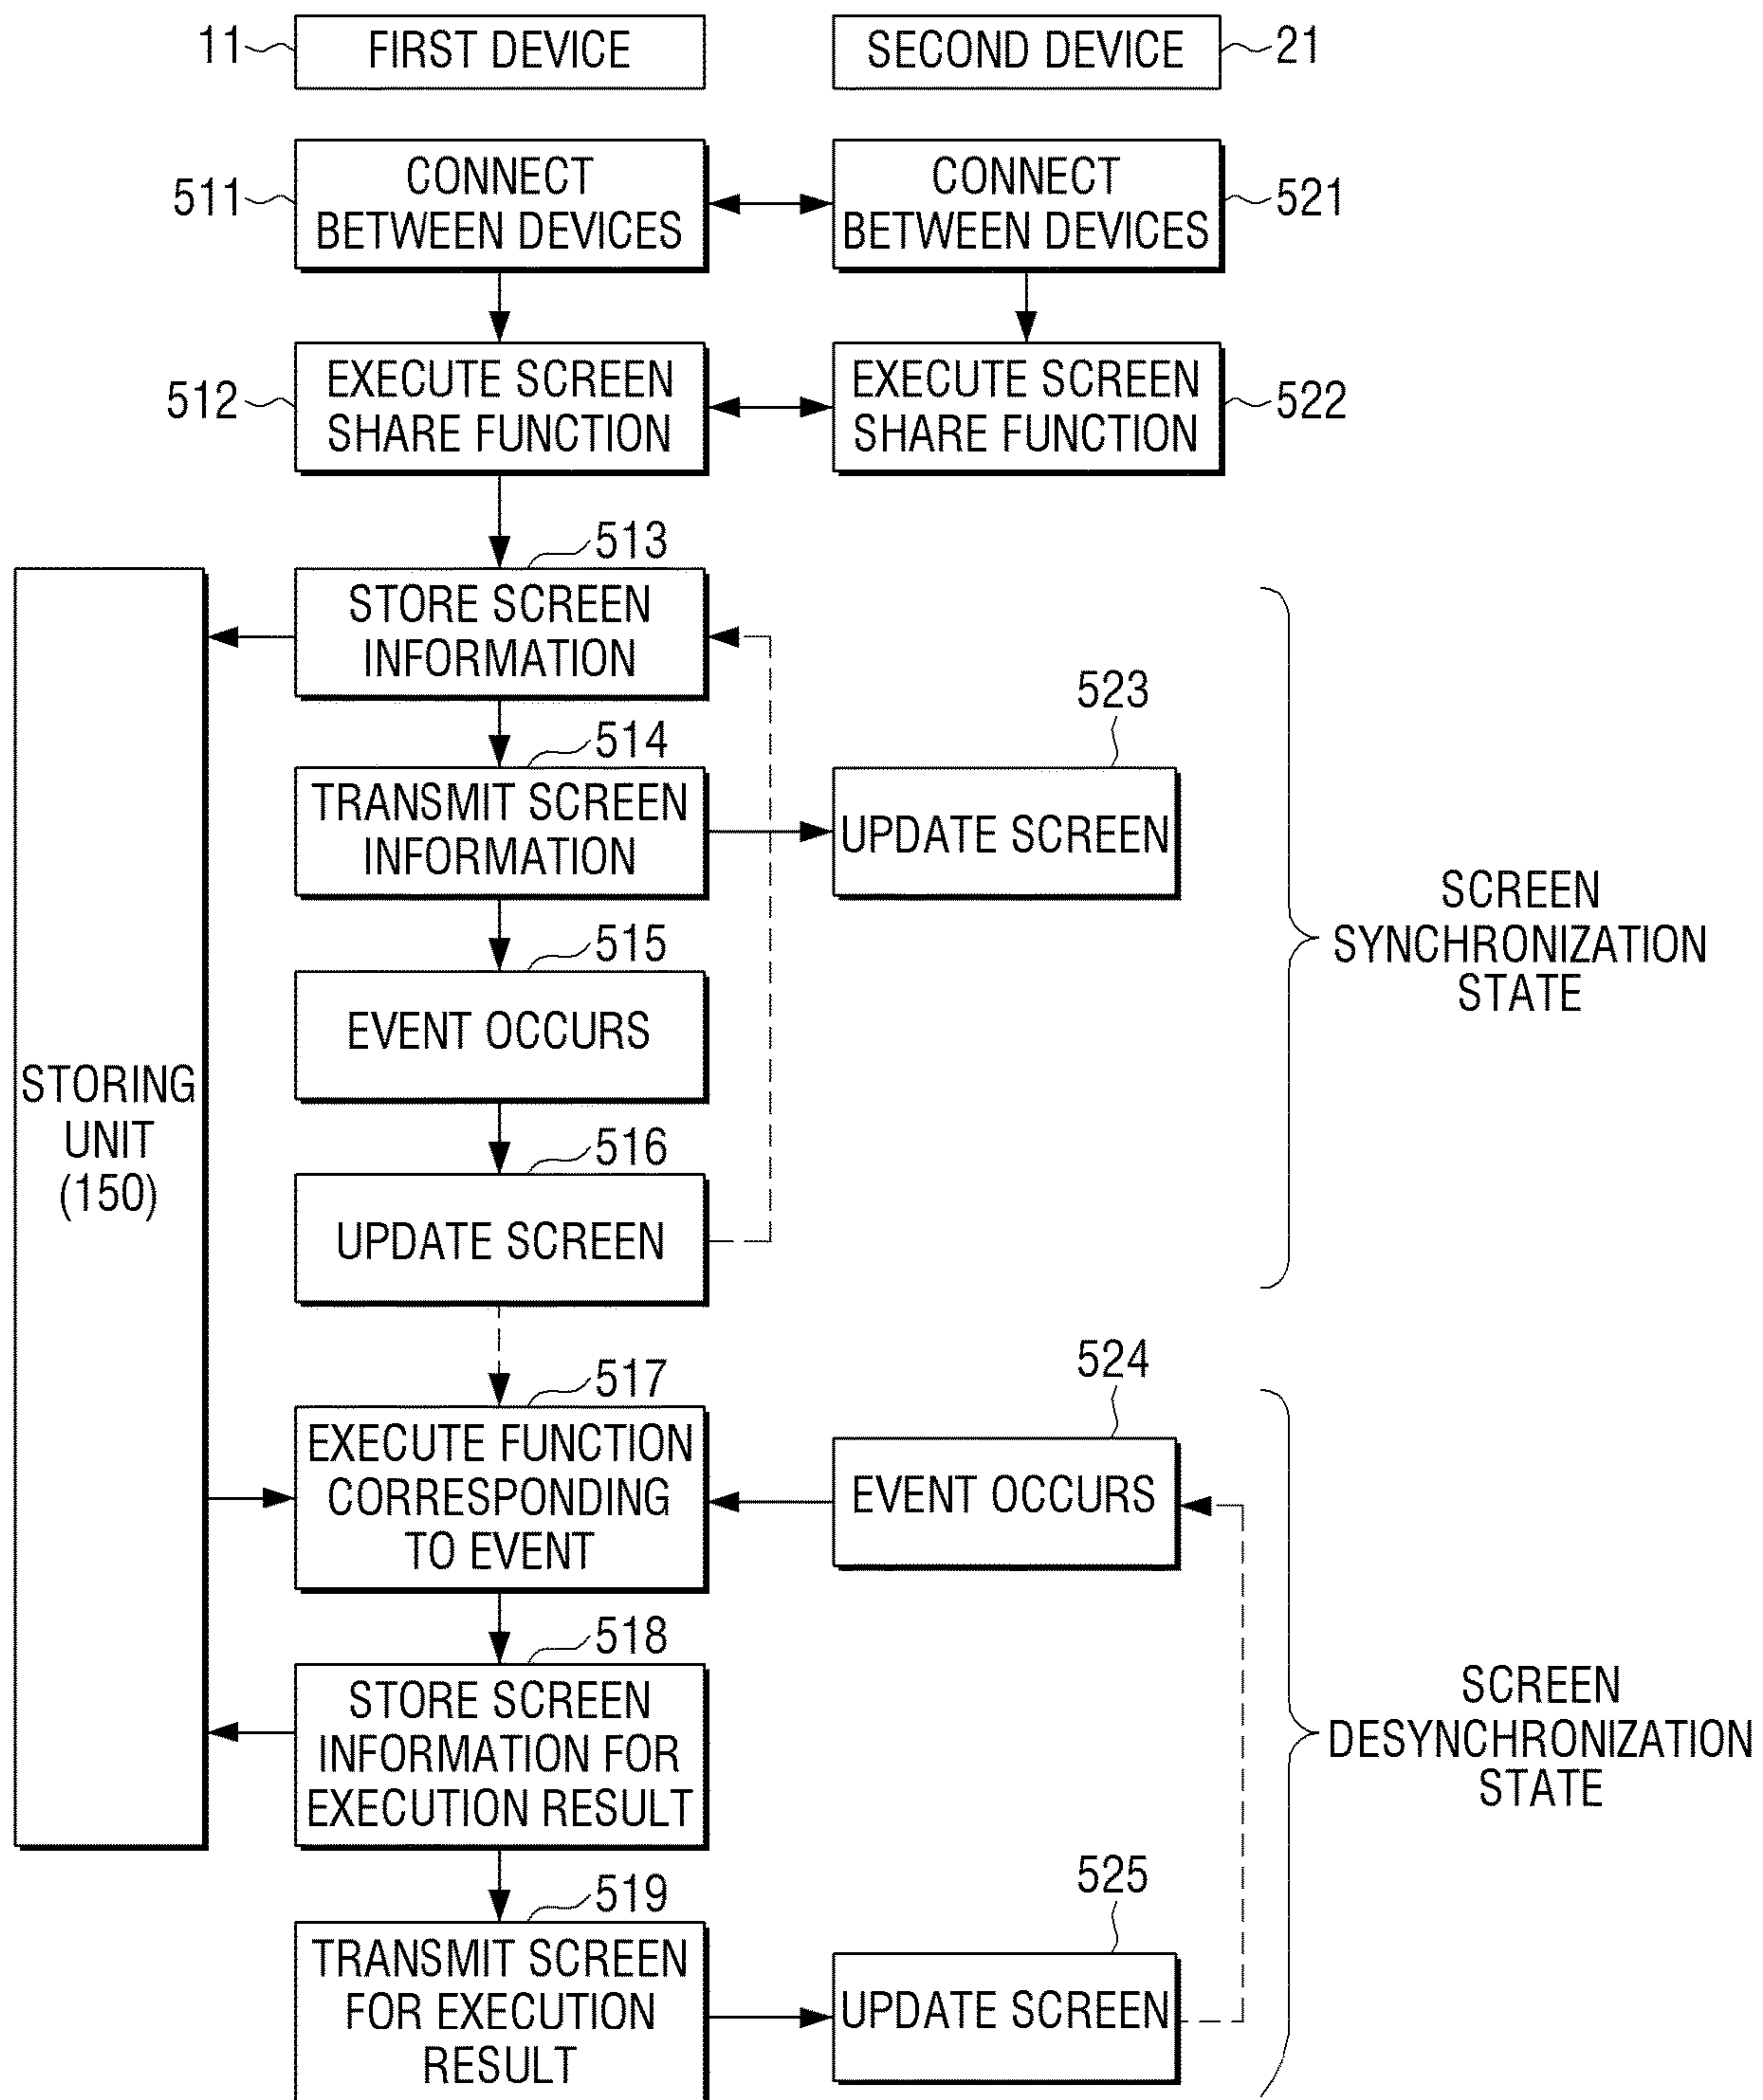 11
FIRST DEVICE
SECOND DEVICE
21
511
CONNECT
BETWEEN DEVICES
CONNECT
BETWEEN DEVICES
521
512
EXECUTE SCREEN
SHARE FUNCTION
EXECUTE SCREEN
SHARE FUNCTION
522
513
STORE SCREEN
INFORMATION
514
TRANSMIT SCREEN
INFORMATION
523
UPDATE SCREEN
515
EVENT OCCURS
516
UPDATE SCREEN
SCREEN
SYNCHRONIZATION
STATE
STORING
UNIT
(150)
517
EXECUTE FUNCTION
CORRESPONDING
TO EVENT
524
EVENT OCCURS
518
STORE SCREEN
INFORMATION FOR
EXECUTION RESULT
SCREEN
DESYNCHRONIZATION
STATE
519
TRANSMIT SCREEN
FOR EXECUTION
RESULT
525
UPDATE SCREEN